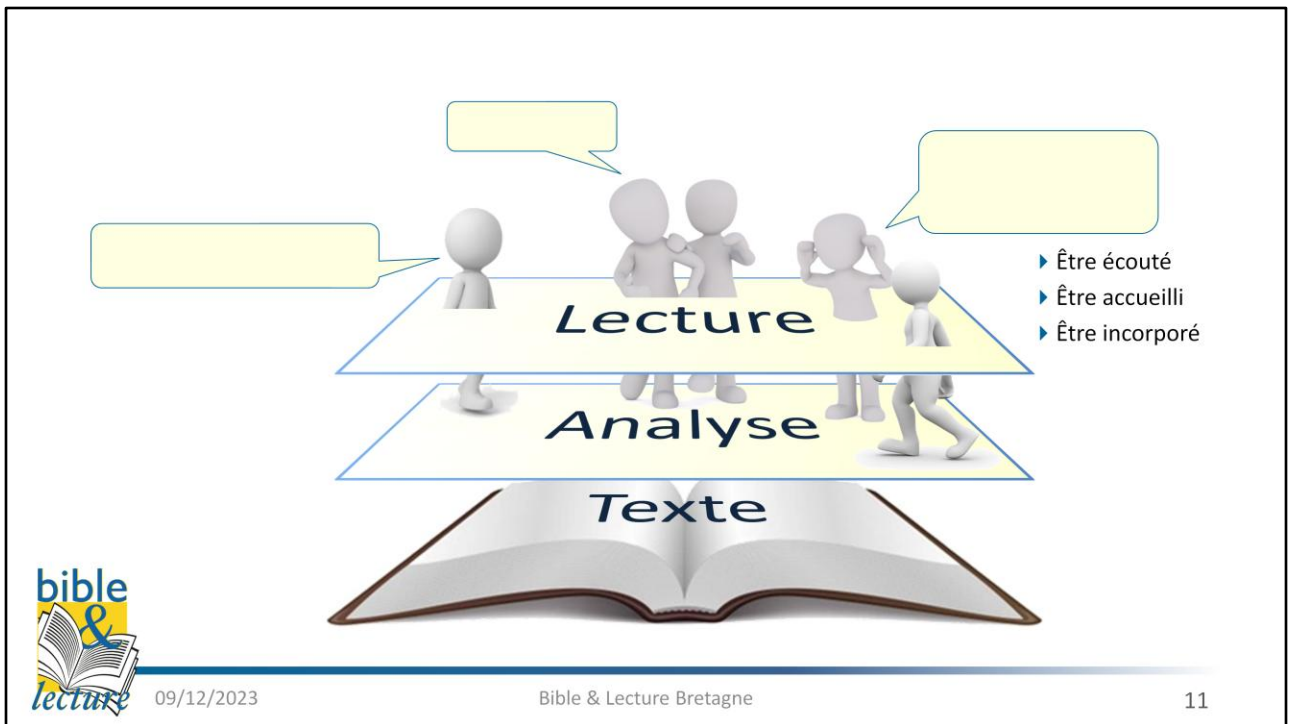 Être écouté
Être accueilli
Être incorporé
Lecture
Analyse
Texte
bible
&
lecture
09/12/2023
Bible & Lecture Bretagne
11